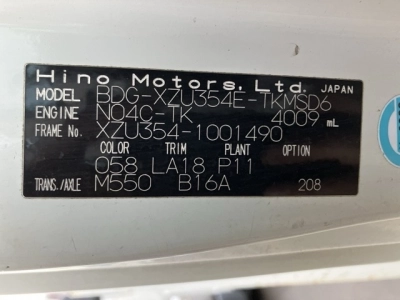 Hino Motors, Ltd. JAPAN
MODEL BDG-XZU354E-TKMSD6
ENGINE N04C-TK 4009 mL
FRAME No. XZU354-1001490
COLOR TRIM PLANT OPTION
058 LA18 P11
TRANS./AXLE M550 B16A 208